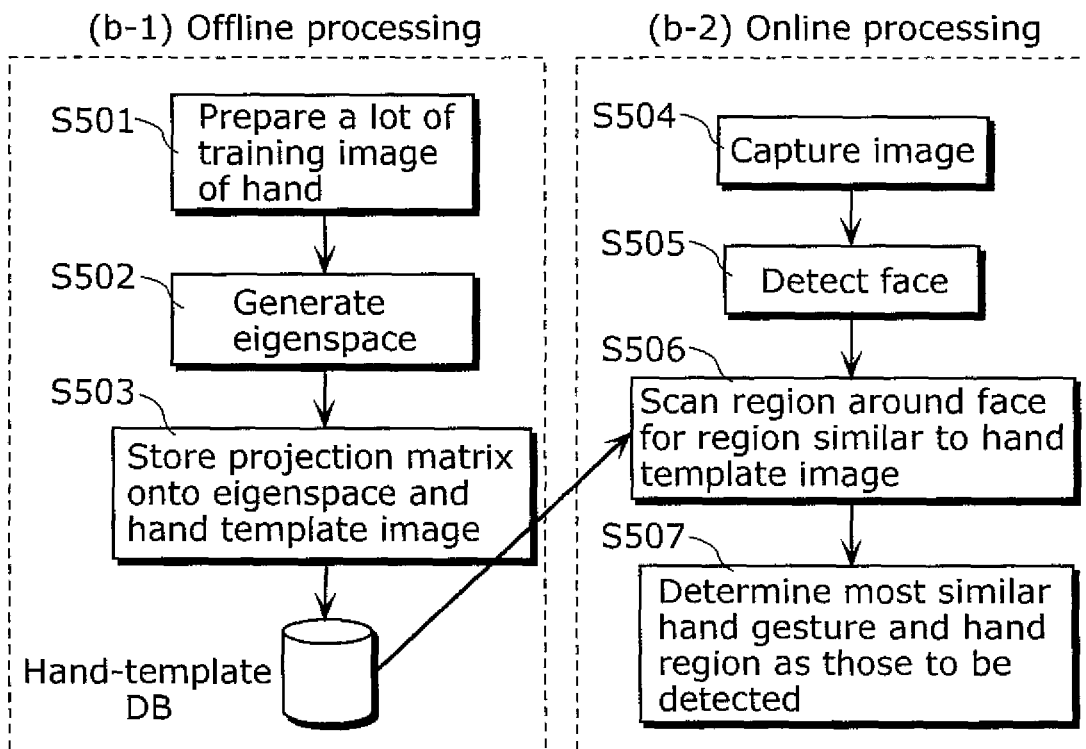 (b-1) Offline processing
S501
Prepare a lot of
training image
of hand
S502
Generate
eigenspace
S503
Store projection matrix
onto eigenspace and
hand template image
Hand-template
DB
(b-2) Online processing
S504
Capture image
S505
Detect face
S506
Scan region around face
for region similar to hand
template image
S507
Determine most similar
hand gesture and hand
region as those to be
detected